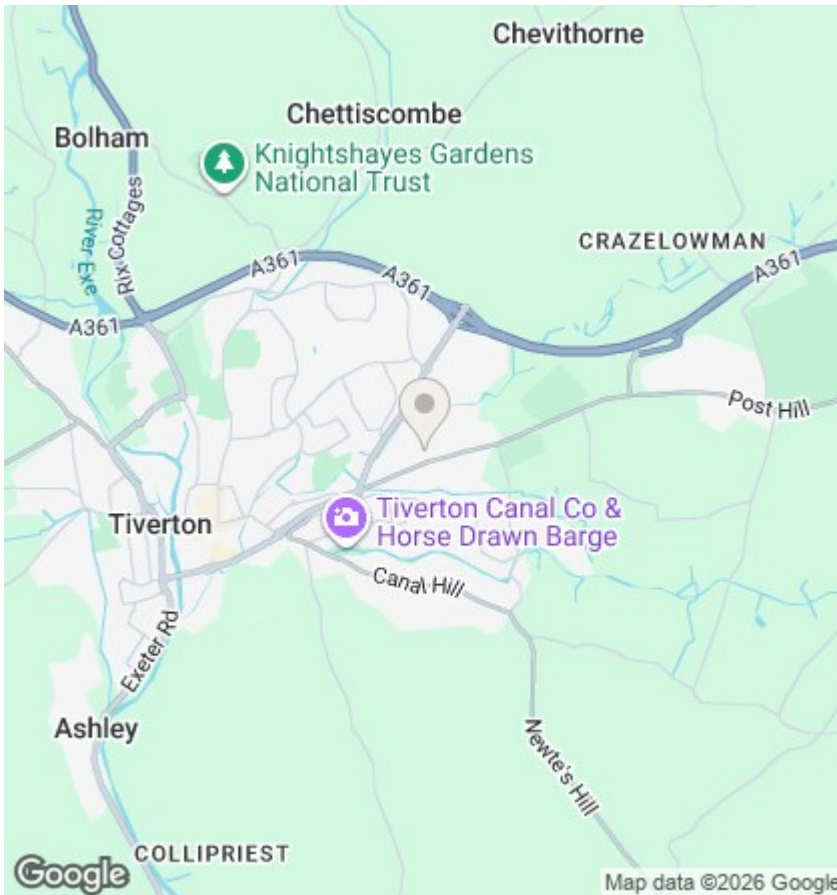 Chevithorne
Chettiscombe
Bolham
Knightshayes Gardens
National Trust
River Exe
Rix Cottages
CRAZELOWMAN
A361
A361
A361
A361
Post Hill
Tiverton
Tiverton Canal Co &
Horse Drawn Barge
Canal Hill
Exeter Rd
Ashley
Newte's Hill
COLLIPRIEST
Google
Map data ©2026 Google